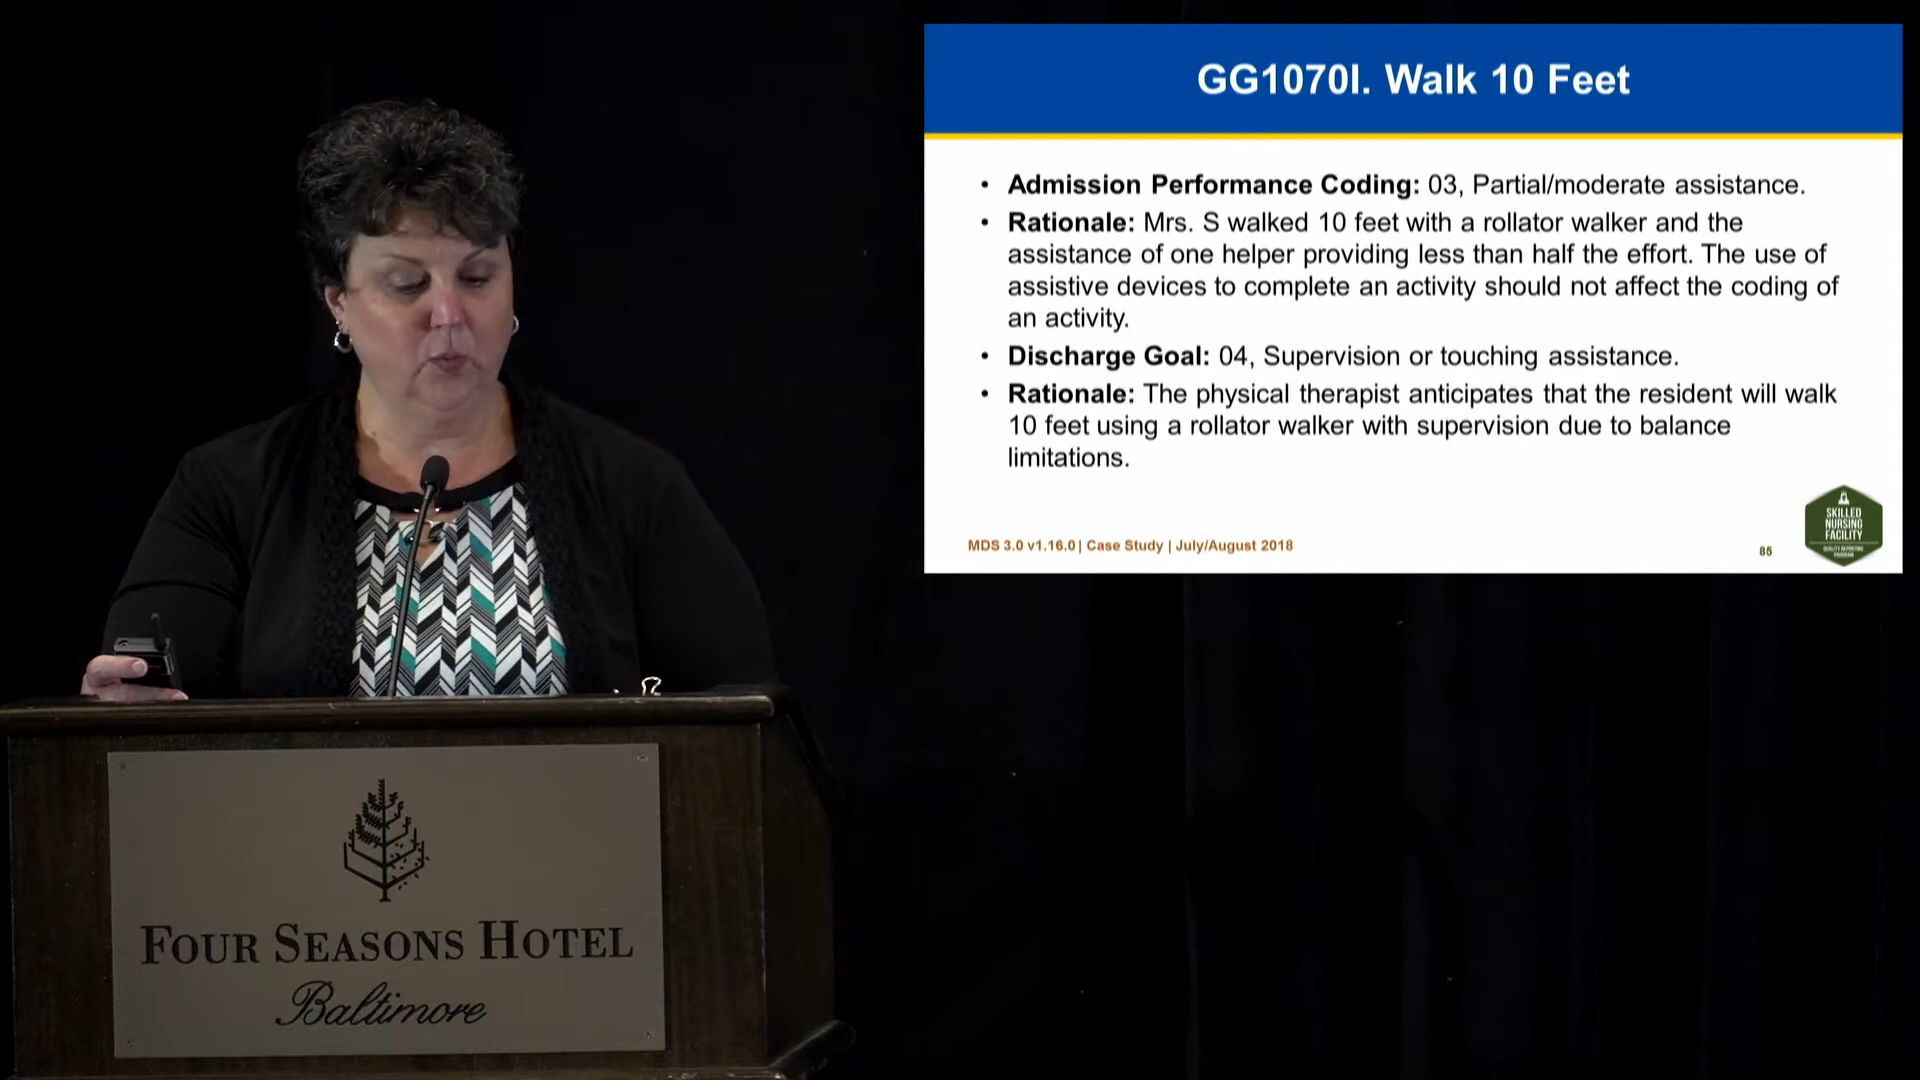 GG1070I. Walk 10 Feet
• Admission Performance Coding: 03, Partial/moderate assistance.
• Rationale: Mrs. S walked 10 feet with a rollator walker and the
assistance of one helper providing less than half the effort. The use of
assistive devices to complete an activity should not affect the coding of
an activity.
• Discharge Goal: 04, Supervision or touching assistance.
• Rationale: The physical therapist anticipates that the resident will walk
10 feet using a rollator walker with supervision due to balance
limitations.
MDS 3.0 v1.16.0 | Case Study | July/August 2018
85
SKILLED
NURSING
FACILITY
QUALITY REPORTING
PROGRAM
FOUR SEASONS HOTEL
Baltimore